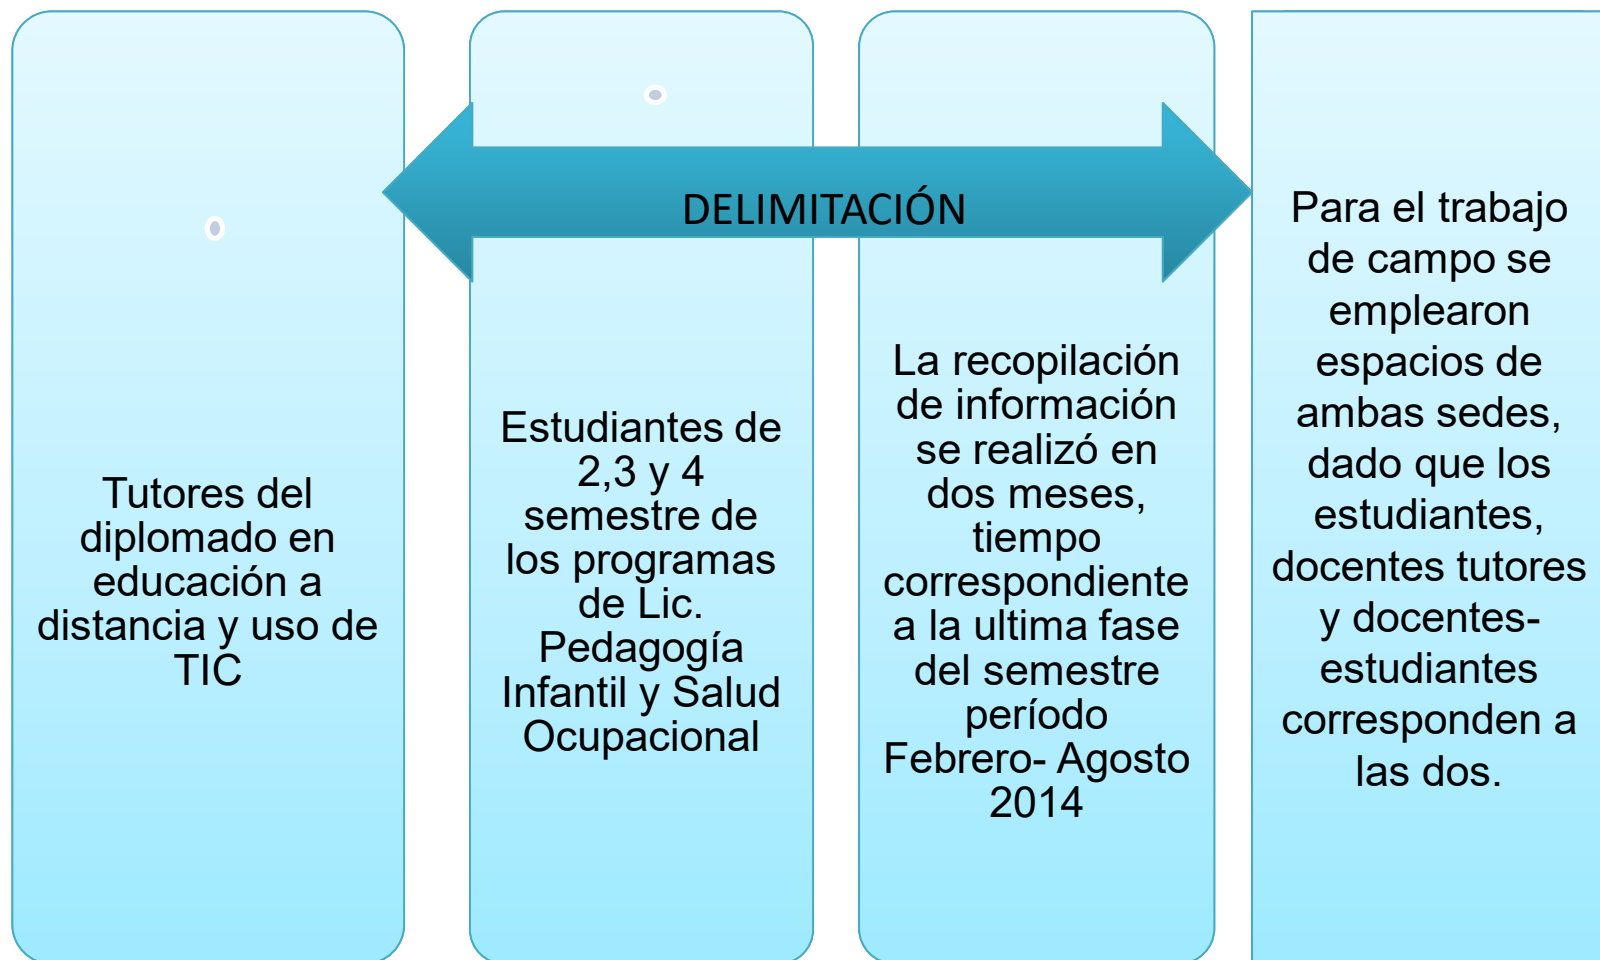 DELIMITACIÓN
Tutores del
diplomado en
educación a
distancia y uso de
TIC
Estudiantes de
2,3 y 4
semestre de
los programas
de Lic.
Pedagogía
Infantil y Salud
Ocupacional
La recopilación
de información
se realizó en
dos meses,
tiempo
correspondiente
a la ultima fase
del semestre
período
Febrero- Agosto
2014
Para el trabajo
de campo se
emplearon
espacios de
ambas sedes,
dado que los
estudiantes,
docentes tutores
y docentes-
estudiantes
corresponden a
las dos.